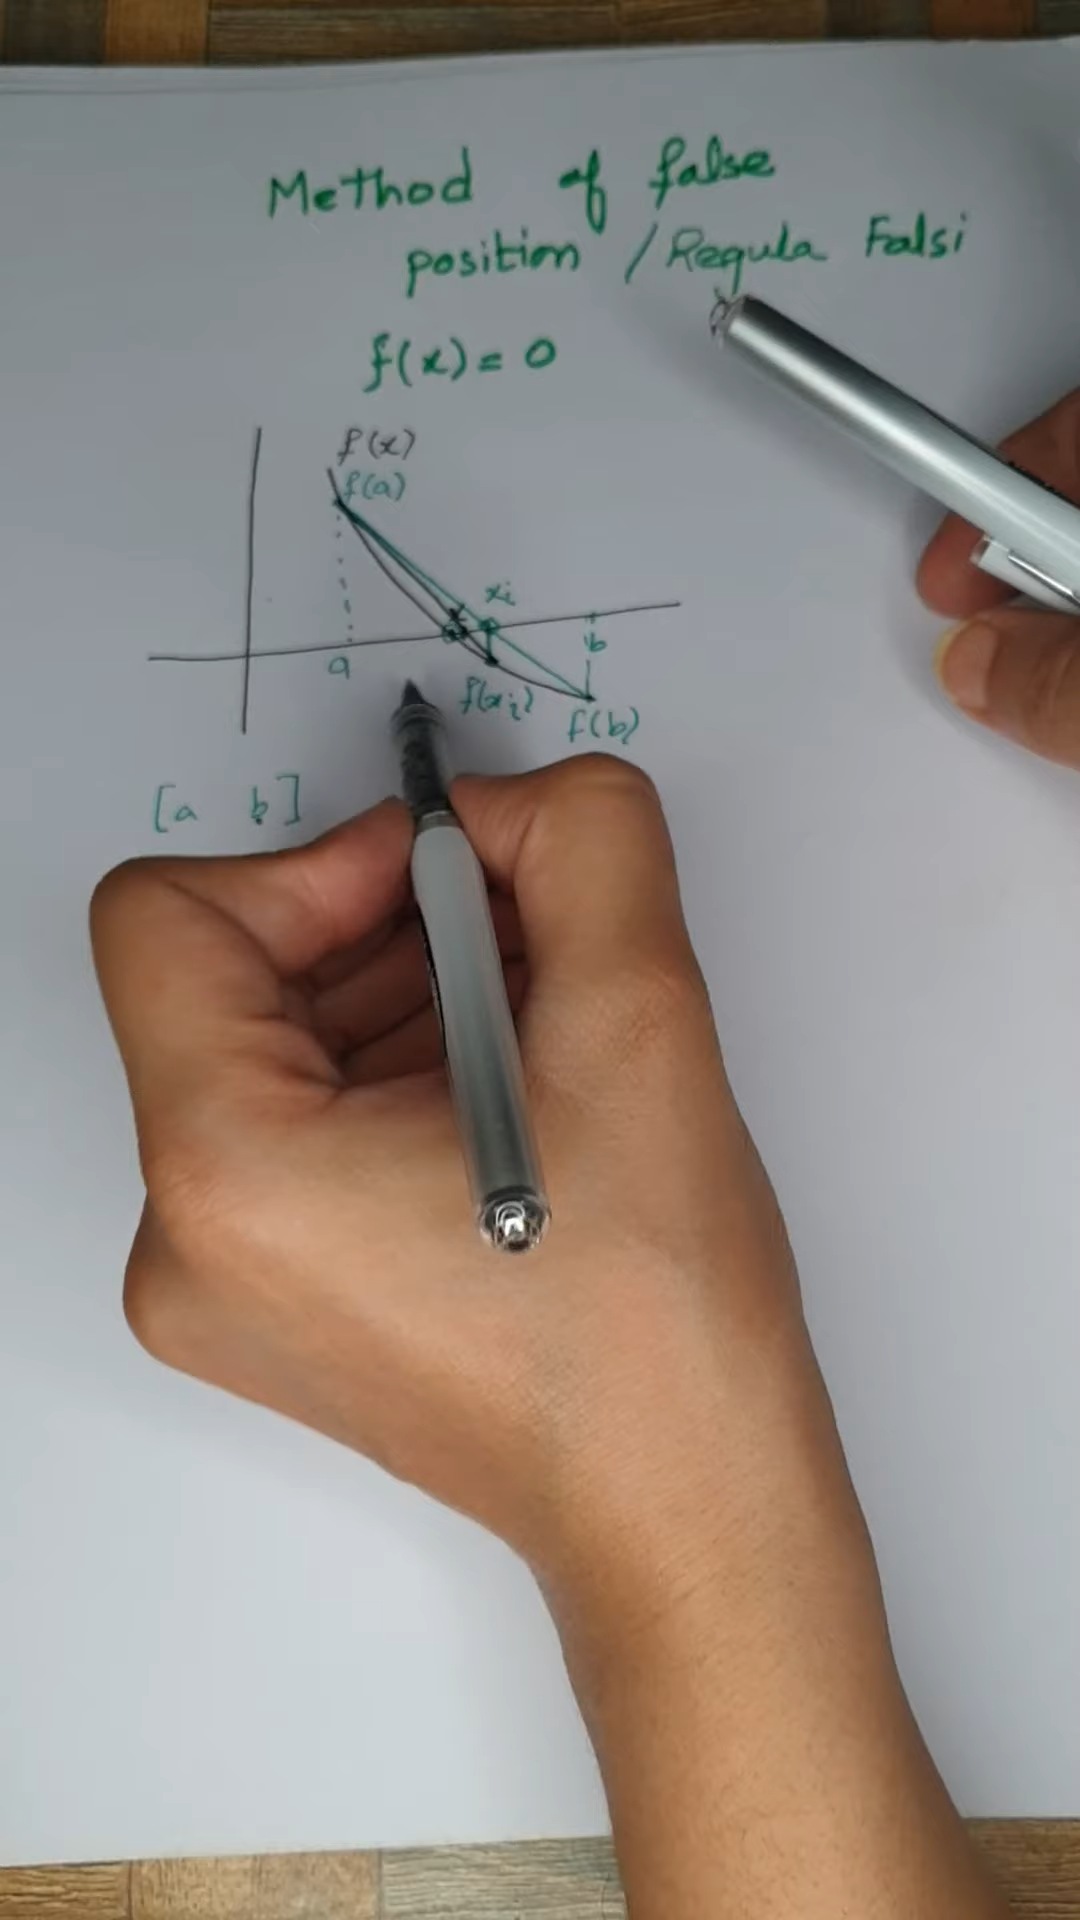 Method of false
position / Regula Falsi
f(x) = 0
f(x)
f(a)
xi
a
b
f(xi)
f(b)
[a b]